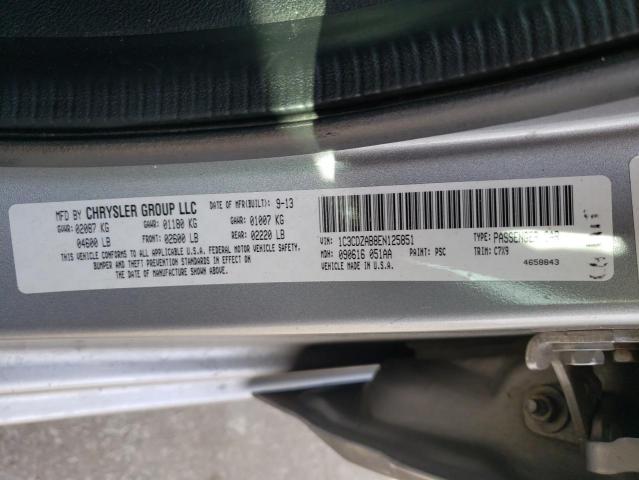 MFD BY CHRYSLER GROUP LLC DATE OF MFR(BUILT): 9-13
GVWR: 02087 KG GAWR: 01180 KG GAWR: 01007 KG
04600 LB FRONT: 02600 LB REAR: 02220 LB
THIS VEHICLE CONFORMS TO ALL APPLICABLE U.S.A. FEDERAL MOTOR VEHICLE SAFETY,
BUMPER AND THEFT PREVENTION STANDARDS IN EFFECT ON
THE DATE OF MANUFACTURE SHOWN ABOVE.
VIN: 1C3CDZAB8EN125851 TYPE: PASSENGER CAR
MDH: 090616 051AA PAINT: PSC TRIM: C7X9
VEHICLE MADE IN U.S.A. 4658843